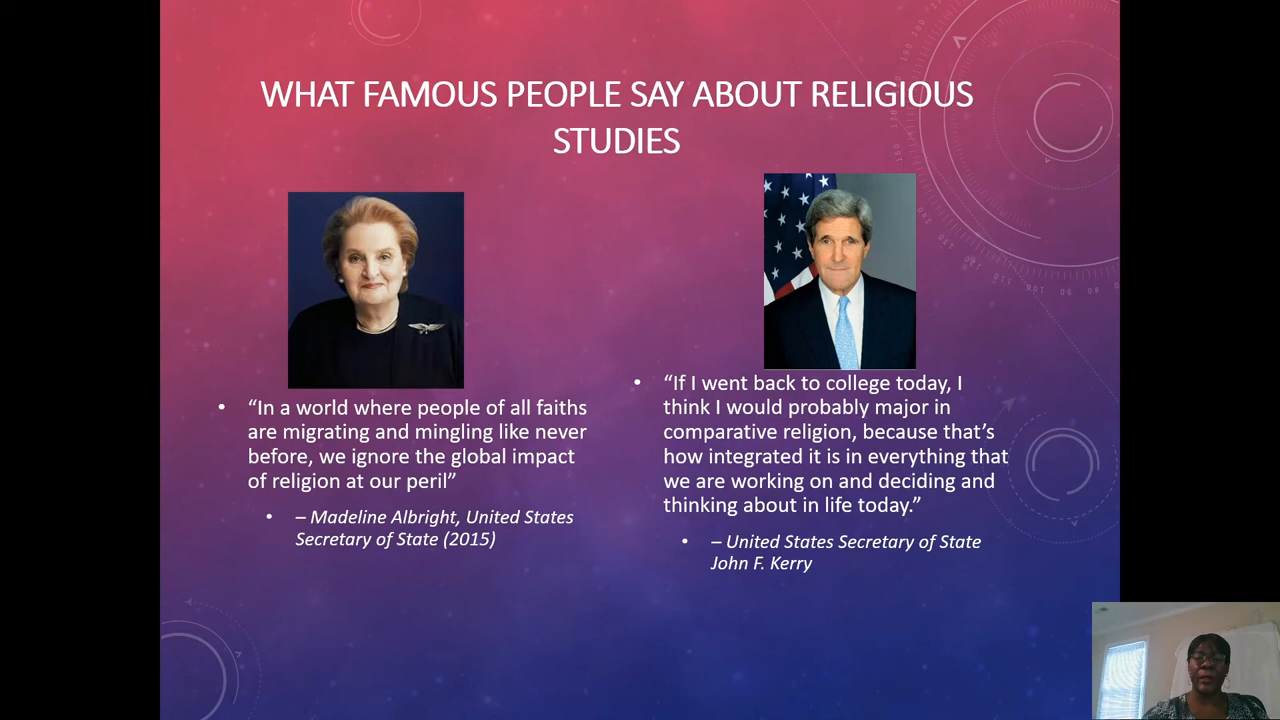 WHAT FAMOUS PEOPLE SAY ABOUT RELIGIOUS
STUDIES
• “In a world where people of all faiths
are migrating and mingling like never
before, we ignore the global impact
of religion at our peril”
• – Madeline Albright, United States
Secretary of State (2015)
• “If I went back to college today, I
think I would probably major in
comparative religion, because that’s
how integrated it is in everything that
we are working on and deciding and
thinking about in life today.”
• – United States Secretary of State
John F. Kerry